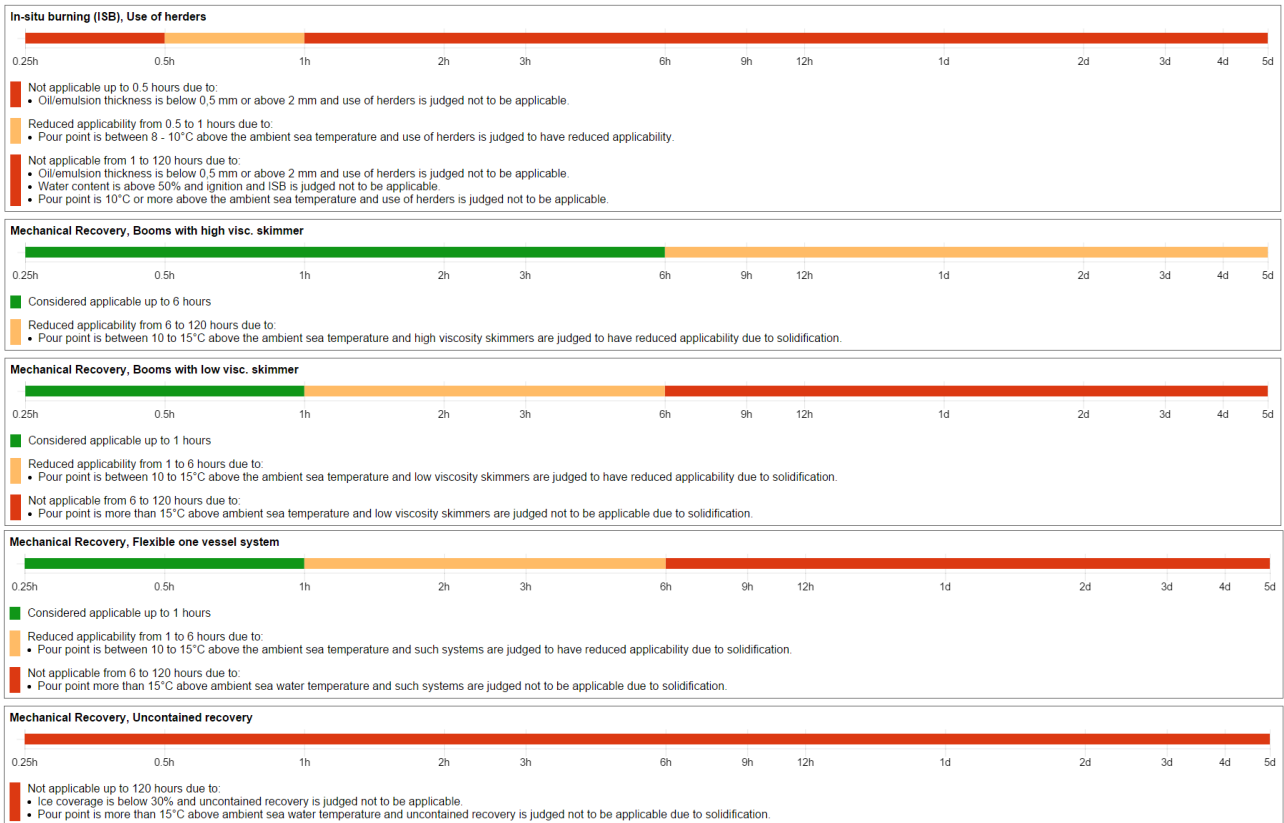 In-situ burning (ISB), Use of herders
0.25h 0.5h 1h 2h 3h 6h 9h 12h 1d 2d 3d 4d 5d
Not applicable up to 0.5 hours due to:
• Oil/emulsion thickness is below 0,5 mm or above 2 mm and use of herders is judged not to be applicable.
Reduced applicability from 0.5 to 1 hours due to:
• Pour point is between 8 - 10°C above the ambient sea temperature and use of herders is judged to have reduced applicability.
Not applicable from 1 to 120 hours due to:
• Oil/emulsion thickness is below 0,5 mm or above 2 mm and use of herders is judged not to be applicable.
• Water content is above 50% and ignition and ISB is judged not to be applicable.
• Pour point is 10°C or more above the ambient sea temperature and use of herders is judged not to be applicable.
Mechanical Recovery, Booms with high visc. skimmer
0.25h 0.5h 1h 2h 3h 6h 9h 12h 1d 2d 3d 4d 5d
Considered applicable up to 6 hours
Reduced applicability from 6 to 120 hours due to:
• Pour point is between 10 to 15°C above the ambient sea temperature and high viscosity skimmers are judged to have reduced applicability due to solidification.
Mechanical Recovery, Booms with low visc. skimmer
0.25h 0.5h 1h 2h 3h 6h 9h 12h 1d 2d 3d 4d 5d
Considered applicable up to 1 hours
Reduced applicability from 1 to 6 hours due to:
• Pour point is between 10 to 15°C above the ambient sea temperature and low viscosity skimmers are judged to have reduced applicability due to solidification.
Not applicable from 6 to 120 hours due to:
• Pour point is more than 15°C above ambient sea temperature and low viscosity skimmers are judged not to be applicable due to solidification.
Mechanical Recovery, Flexible one vessel system
0.25h 0.5h 1h 2h 3h 6h 9h 12h 1d 2d 3d 4d 5d
Considered applicable up to 1 hours
Reduced applicability from 1 to 6 hours due to:
• Pour point is between 10 to 15°C above the ambient sea temperature and such systems are judged to have reduced applicability due to solidification.
Not applicable from 6 to 120 hours due to:
• Pour point more than 15°C above ambient sea water temperature and such systems are judged not to be applicable due to solidification.
Mechanical Recovery, Uncontained recovery
0.25h 0.5h 1h 2h 3h 6h 9h 12h 1d 2d 3d 4d 5d
Not applicable up to 120 hours due to:
• Ice coverage is below 30% and uncontained recovery is judged not to be applicable.
• Pour point is more than 15°C above ambient sea water temperature and uncontained recovery is judged not to be applicable due to solidification.